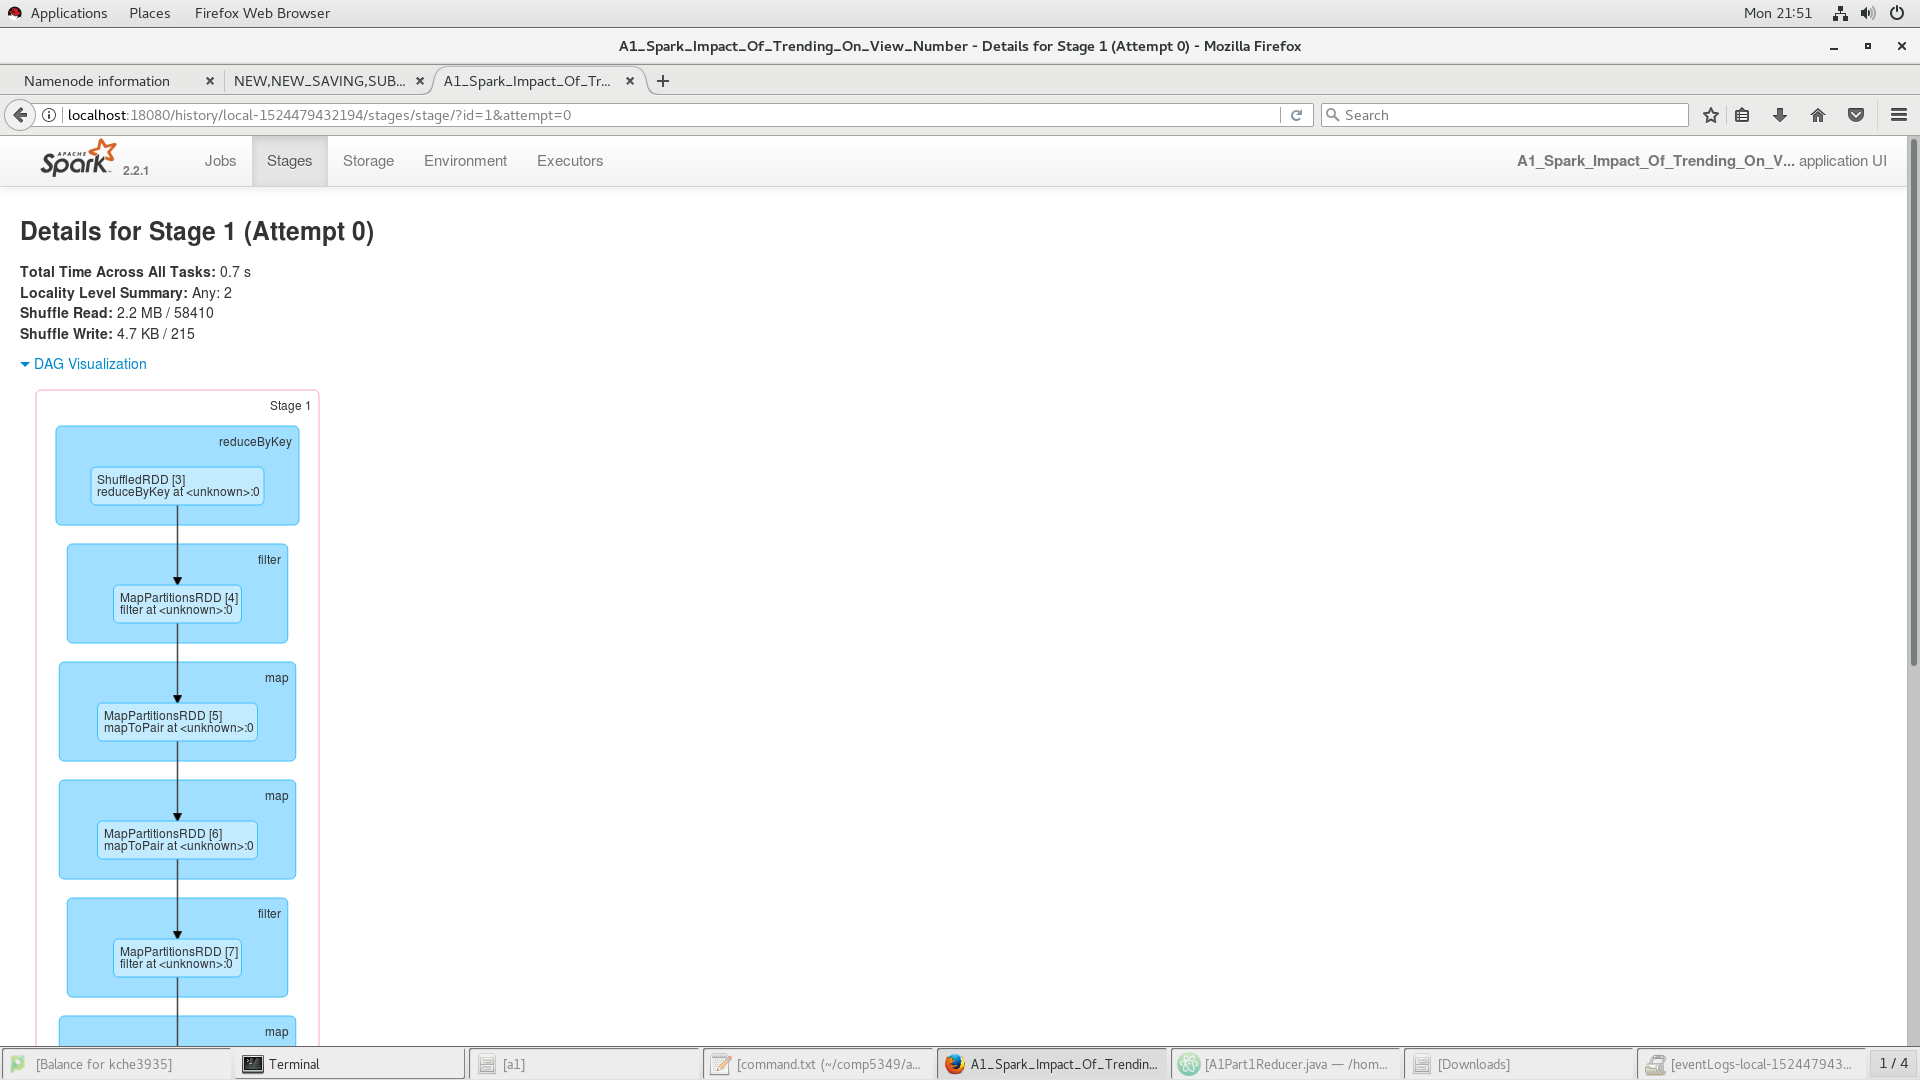 Applications Places Firefox Web Browser Mon 21:51
A1_Spark_Impact_Of_Trending_On_View_Number - Details for Stage 1 (Attempt 0) - Mozilla Firefox
Namenode information NEW,NEW_SAVING,SUB... A1_Spark_Impact_Of_Tr...
localhost:18080/history/local-1524479432194/stages/stage/?id=1&attempt=0 Search
APACHE Spark 2.2.1 Jobs Stages Storage Environment Executors A1_Spark_Impact_Of_Trending_On_V... application UI
Details for Stage 1 (Attempt 0)
Total Time Across All Tasks: 0.7 s
Locality Level Summary: Any: 2
Shuffle Read: 2.2 MB / 58410
Shuffle Write: 4.7 KB / 215
DAG Visualization
Stage 1
reduceByKey
ShuffledRDD [3]
reduceByKey at <unknown>:0
filter
MapPartitionsRDD [4]
filter at <unknown>:0
map
MapPartitionsRDD [5]
mapToPair at <unknown>:0
map
MapPartitionsRDD [6]
mapToPair at <unknown>:0
filter
MapPartitionsRDD [7]
filter at <unknown>:0
map
[Balance for kche3935] Terminal [a1] [command.txt (~/comp5349/a... A1_Spark_Impact_Of_Trendin... [A1Part1Reducer.java — /hom... [Downloads] [eventLogs-local-152447943... 1 / 4